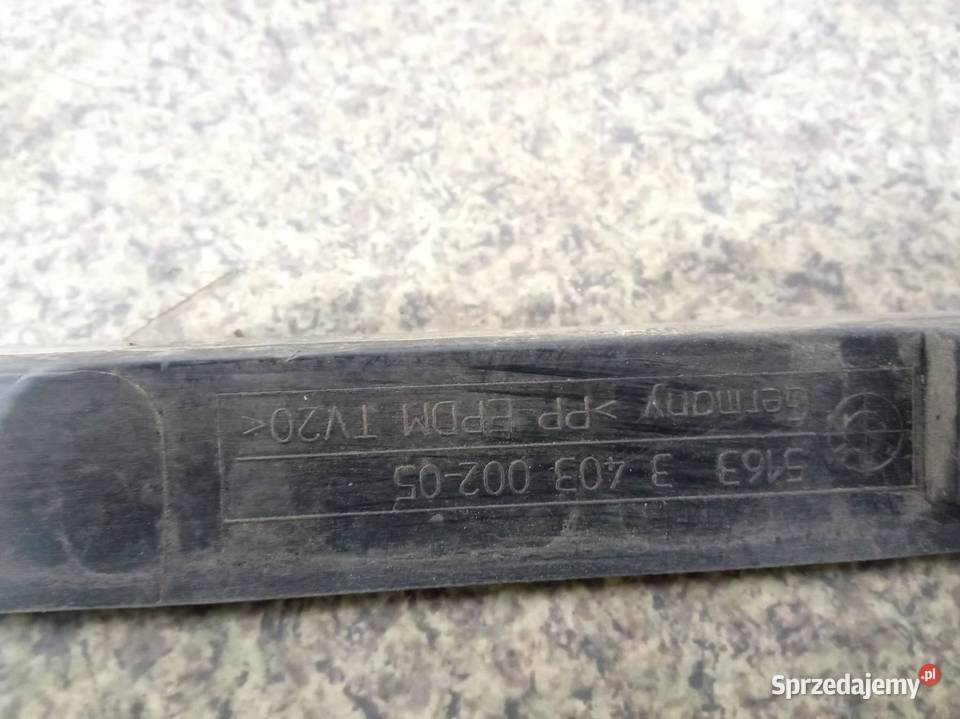 5163 3 403 002-05
Germany >PP EPDM TV20<
Sprzedajemy.pl